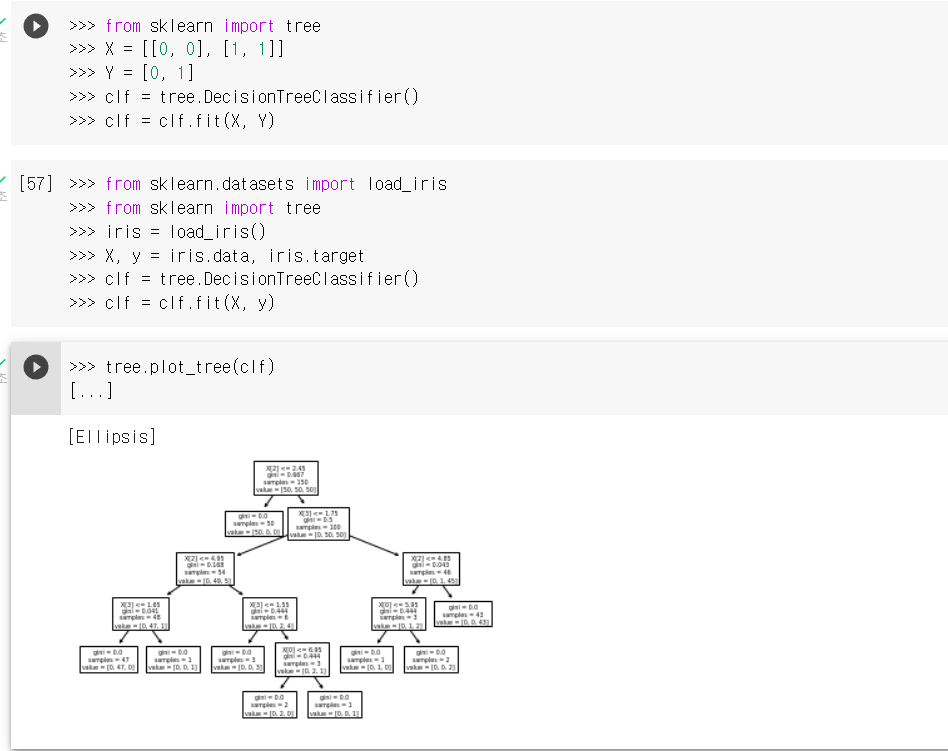 >>> from sklearn import tree
>>> X = [[0, 0], [1, 1]]
>>> Y = [0, 1]
>>> clf = tree.DecisionTreeClassifier()
>>> clf = clf.fit(X, Y)
[57] >>> from sklearn.datasets import load_iris
>>> from sklearn import tree
>>> iris = load_iris()
>>> X, y = iris.data, iris.target
>>> clf = tree.DecisionTreeClassifier()
>>> clf = clf.fit(X, y)
>>> tree.plot_tree(clf)
[...]
[Ellipsis]
X[2] <= 2.45
gini = 0.667
samples = 150
value = [50, 50, 50]
gini = 0.0
samples = 50
value = [50, 0, 0]
X[3] <= 1.75
gini = 0.5
samples = 100
value = [0, 50, 50]
X[2] <= 4.95
gini = 0.168
samples = 54
value = [0, 49, 5]
X[2] <= 4.85
gini = 0.043
samples = 46
value = [0, 1, 45]
X[3] <= 1.65
gini = 0.041
samples = 48
value = [0, 47, 1]
X[3] <= 1.55
gini = 0.444
samples = 6
value = [0, 2, 4]
X[0] <= 5.95
gini = 0.444
samples = 3
value = [0, 1, 2]
gini = 0.0
samples = 43
value = [0, 0, 43]
gini = 0.0
samples = 47
value = [0, 47, 0]
gini = 0.0
samples = 1
value = [0, 0, 1]
gini = 0.0
samples = 3
value = [0, 0, 3]
X[0] <= 6.95
gini = 0.444
samples = 3
value = [0, 2, 1]
gini = 0.0
samples = 1
value = [0, 1, 0]
gini = 0.0
samples = 2
value = [0, 0, 2]
gini = 0.0
samples = 2
value = [0, 2, 0]
gini = 0.0
samples = 1
value = [0, 0, 1]